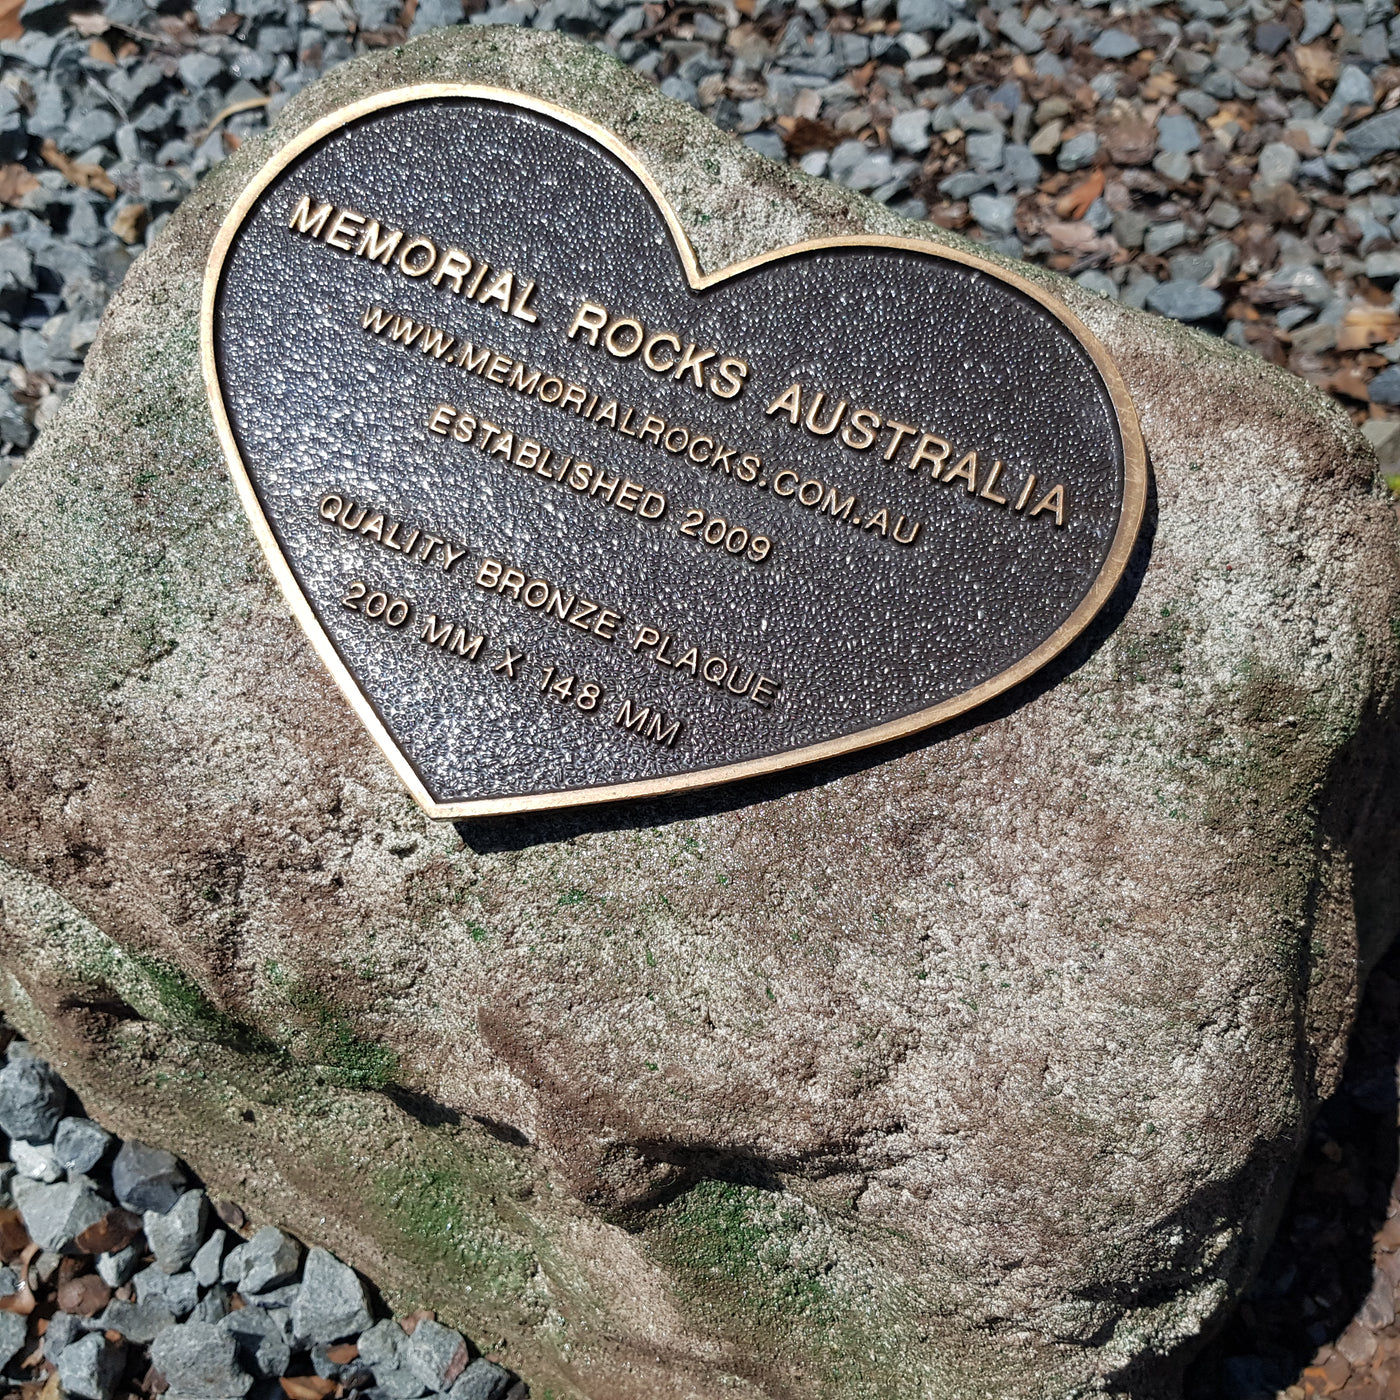 MEMORIAL ROCKS AUSTRALIA
WWW.MEMORIALROCKS.COM.AU
ESTABLISHED 2009
QUALITY BRONZE PLAQUE
200 MM X 148 MM